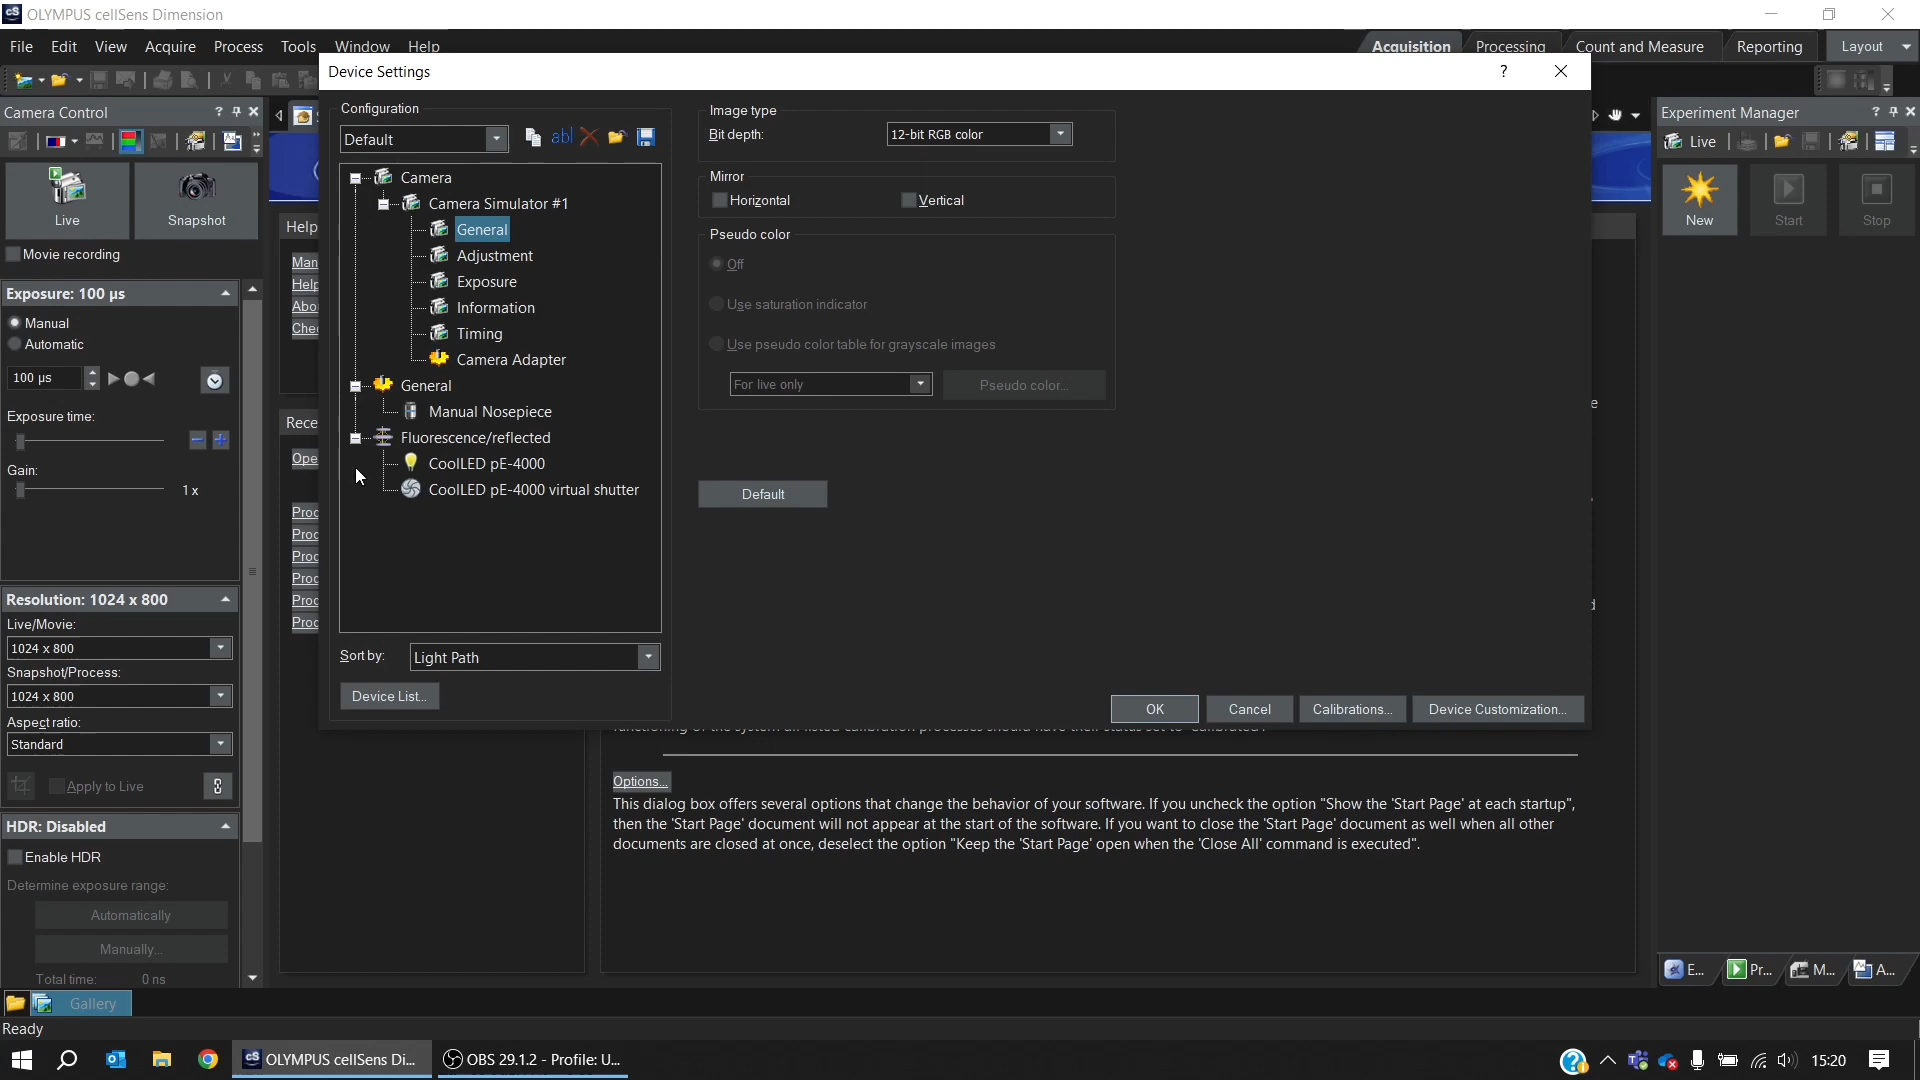 OLYMPUS cellSens Dimension
File Edit View Acquire Process Tools Window Help
Acquisition Processing Count and Measure Reporting Layout
Camera Control
Live Snapshot
Movie recording
Exposure: 100 µs
Manual
Automatic
100 µs
Exposure time:
Gain:
1x
Resolution: 1024 x 800
Live/Movie:
1024 x 800
Snapshot/Process:
1024 x 800
Aspect ratio:
Standard
Apply to Live
HDR: Disabled
Enable HDR
Determine exposure range:
Automatically
Manually...
Total time: 0 ns
Gallery
Ready
Help
Device Settings
?
Configuration
Default
abl
Camera
Camera Simulator #1
General
Adjustment
Exposure
Information
Timing
Camera Adapter
General
Manual Nosepiece
Fluorescence/reflected
CoolLED pE-4000
CoolLED pE-4000 virtual shutter
Sort by: Light Path
Device List...
Image type
Bit depth: 12-bit RGB color
Mirror
Horizontal Vertical
Pseudo color
Off
Use saturation indicator
Use pseudo color table for grayscale images
For live only Pseudo color...
Default
OK Cancel Calibrations... Device Customization...
Options...
This dialog box offers several options that change the behavior of your software. If you uncheck the option "Show the 'Start Page' at each startup",
then the 'Start Page' document will not appear at the start of the software. If you want to close the 'Start Page' document as well when all other
documents are closed at once, deselect the option "Keep the 'Start Page' open when the 'Close All' command is executed".
Experiment Manager
Live
New Start Stop
E... Pr... M... A...
OLYMPUS cellSens Di...
OBS 29.1.2 - Profile: U...
15:20